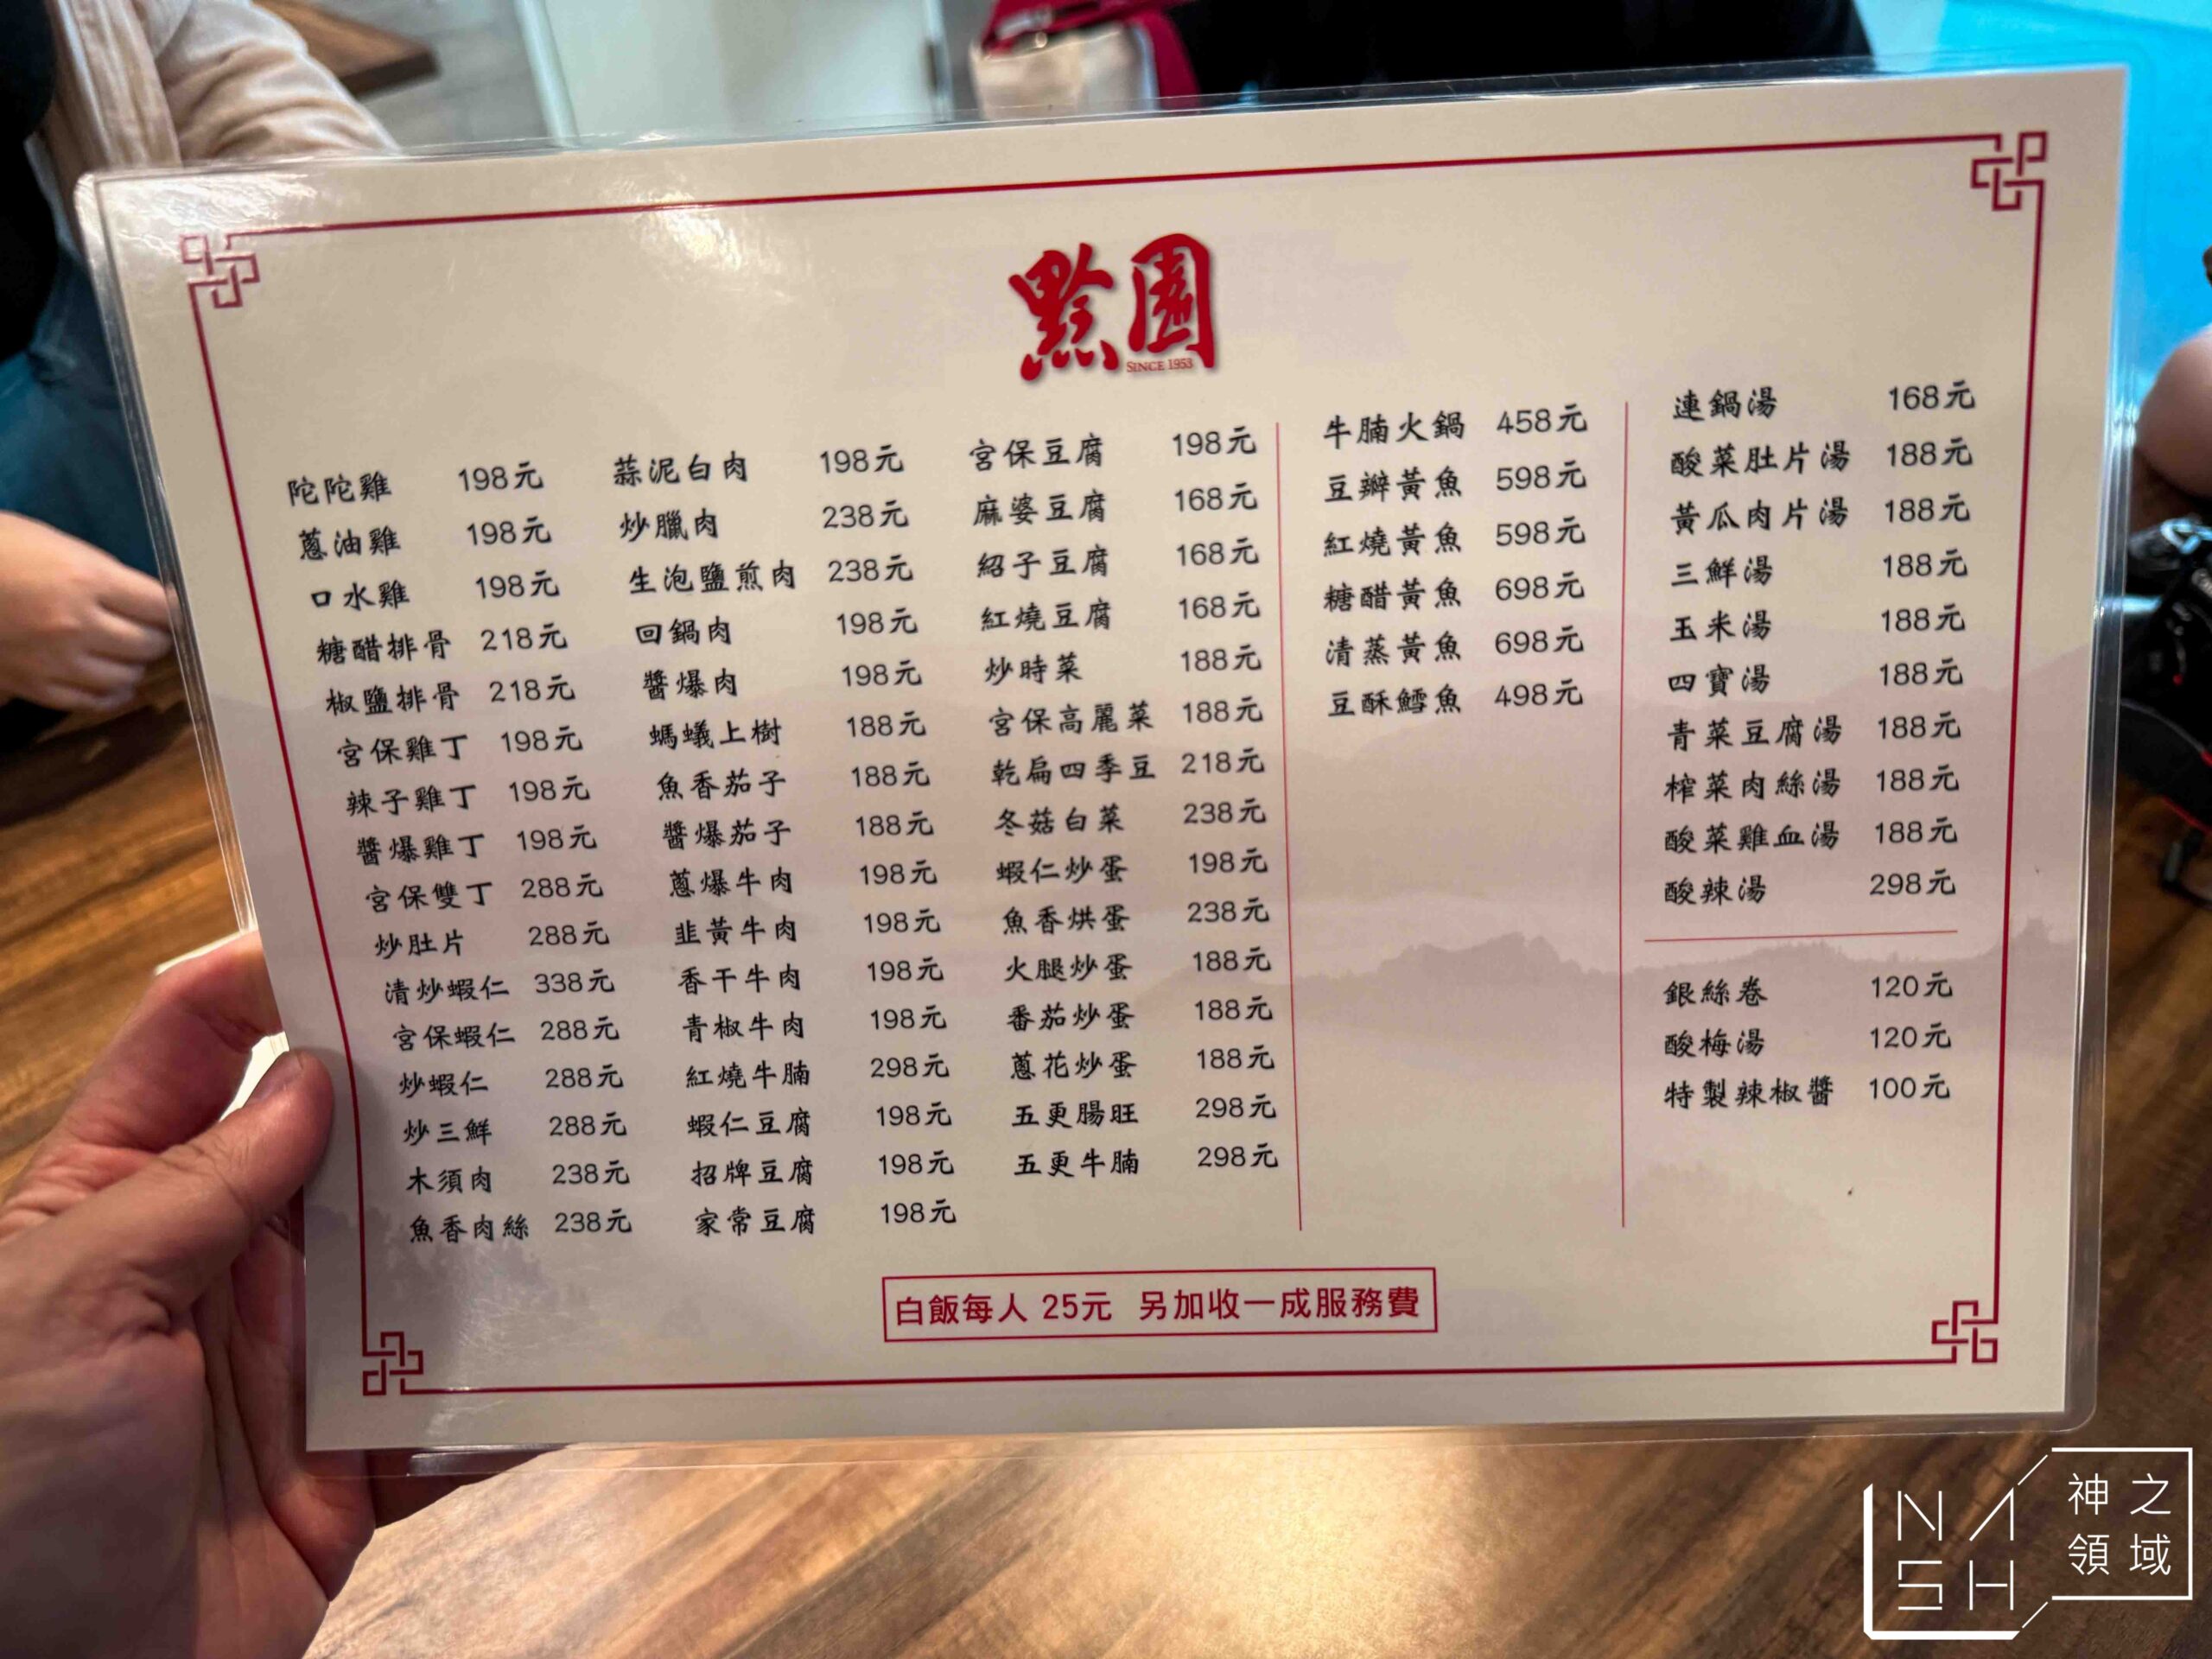 黔園
SINCE 1953
陀陀雞 198元
蔥油雞 198元
口水雞 198元
糖醋排骨 218元
椒鹽排骨 218元
宮保雞丁 198元
辣子雞丁 198元
醬爆雞丁 198元
宮保雙丁 288元
炒肚片 288元
清炒蝦仁 338元
宮保蝦仁 288元
炒蝦仁 288元
炒三鮮 288元
木須肉 238元
魚香肉絲 238元
蒜泥白肉 198元
炒臘肉 238元
生泡鹽煎肉 238元
回鍋肉 198元
醬爆肉 198元
螞蟻上樹 188元
魚香茄子 188元
醬爆茄子 188元
蔥爆牛肉 198元
韭黃牛肉 198元
香干牛肉 198元
青椒牛肉 198元
紅燒牛腩 298元
蝦仁豆腐 198元
招牌豆腐 198元
家常豆腐 198元
宮保豆腐 198元
麻婆豆腐 168元
紹子豆腐 168元
紅燒豆腐 168元
炒時菜 188元
宮保高麗菜 188元
乾扁四季豆 218元
冬菇白菜 238元
蝦仁炒蛋 198元
魚香烘蛋 238元
火腿炒蛋 188元
番茄炒蛋 188元
蔥花炒蛋 188元
五更腸旺 298元
五更牛腩 298元
牛腩火鍋 458元
豆瓣黃魚 598元
紅燒黃魚 598元
糖醋黃魚 698元
清蒸黃魚 698元
豆酥鱈魚 498元
連鍋湯 168元
酸菜肚片湯 188元
黃瓜肉片湯 188元
三鮮湯 188元
玉米湯 188元
四寶湯 188元
青菜豆腐湯 188元
榨菜肉絲湯 188元
酸菜雞血湯 188元
酸辣湯 298元
銀絲卷 120元
酸梅湯 120元
特製辣椒醬 100元
白飯每人 25元 另加收一成服務費
NASH
神之領域